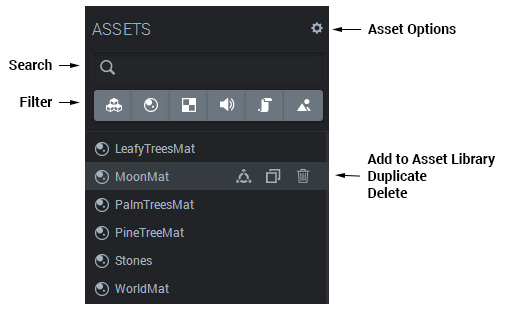 ASSETS
Asset Options
Search
Filter
LeafyTreesMat
MoonMat
Add to Asset Library
Duplicate
Delete
PalmTreesMat
PineTreeMat
Stones
WorldMat